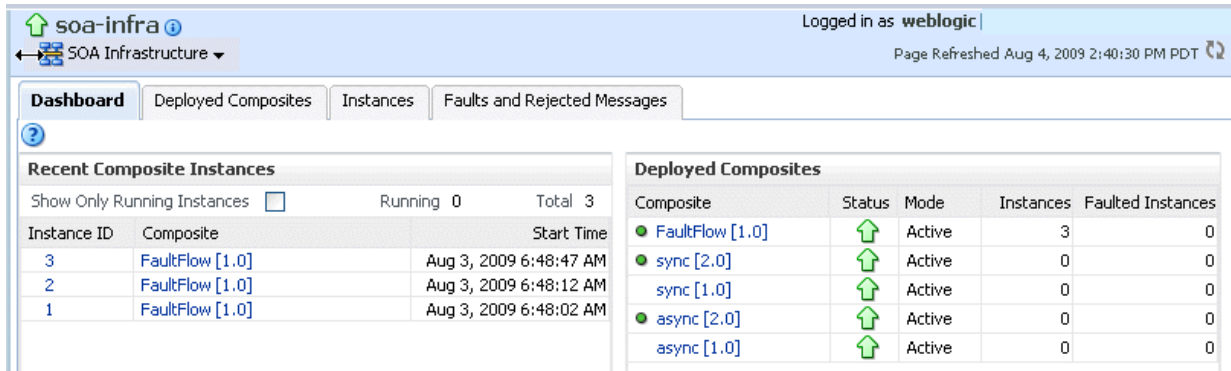 soa-infra
Logged in as weblogic
SOA Infrastructure
Page Refreshed Aug 4, 2009 2:40:30 PM PDT
Dashboard Deployed Composites Instances Faults and Rejected Messages
Recent Composite Instances
Show Only Running Instances Running 0 Total 3
Instance ID Composite Start Time
3 FaultFlow [1.0] Aug 3, 2009 6:48:47 AM
2 FaultFlow [1.0] Aug 3, 2009 6:48:12 AM
1 FaultFlow [1.0] Aug 3, 2009 6:48:02 AM
Deployed Composites
Composite Status Mode Instances Faulted Instances
FaultFlow [1.0] Active 3 0
sync [2.0] Active 0 0
sync [1.0] Active 0 0
async [2.0] Active 0 0
async [1.0] Active 0 0